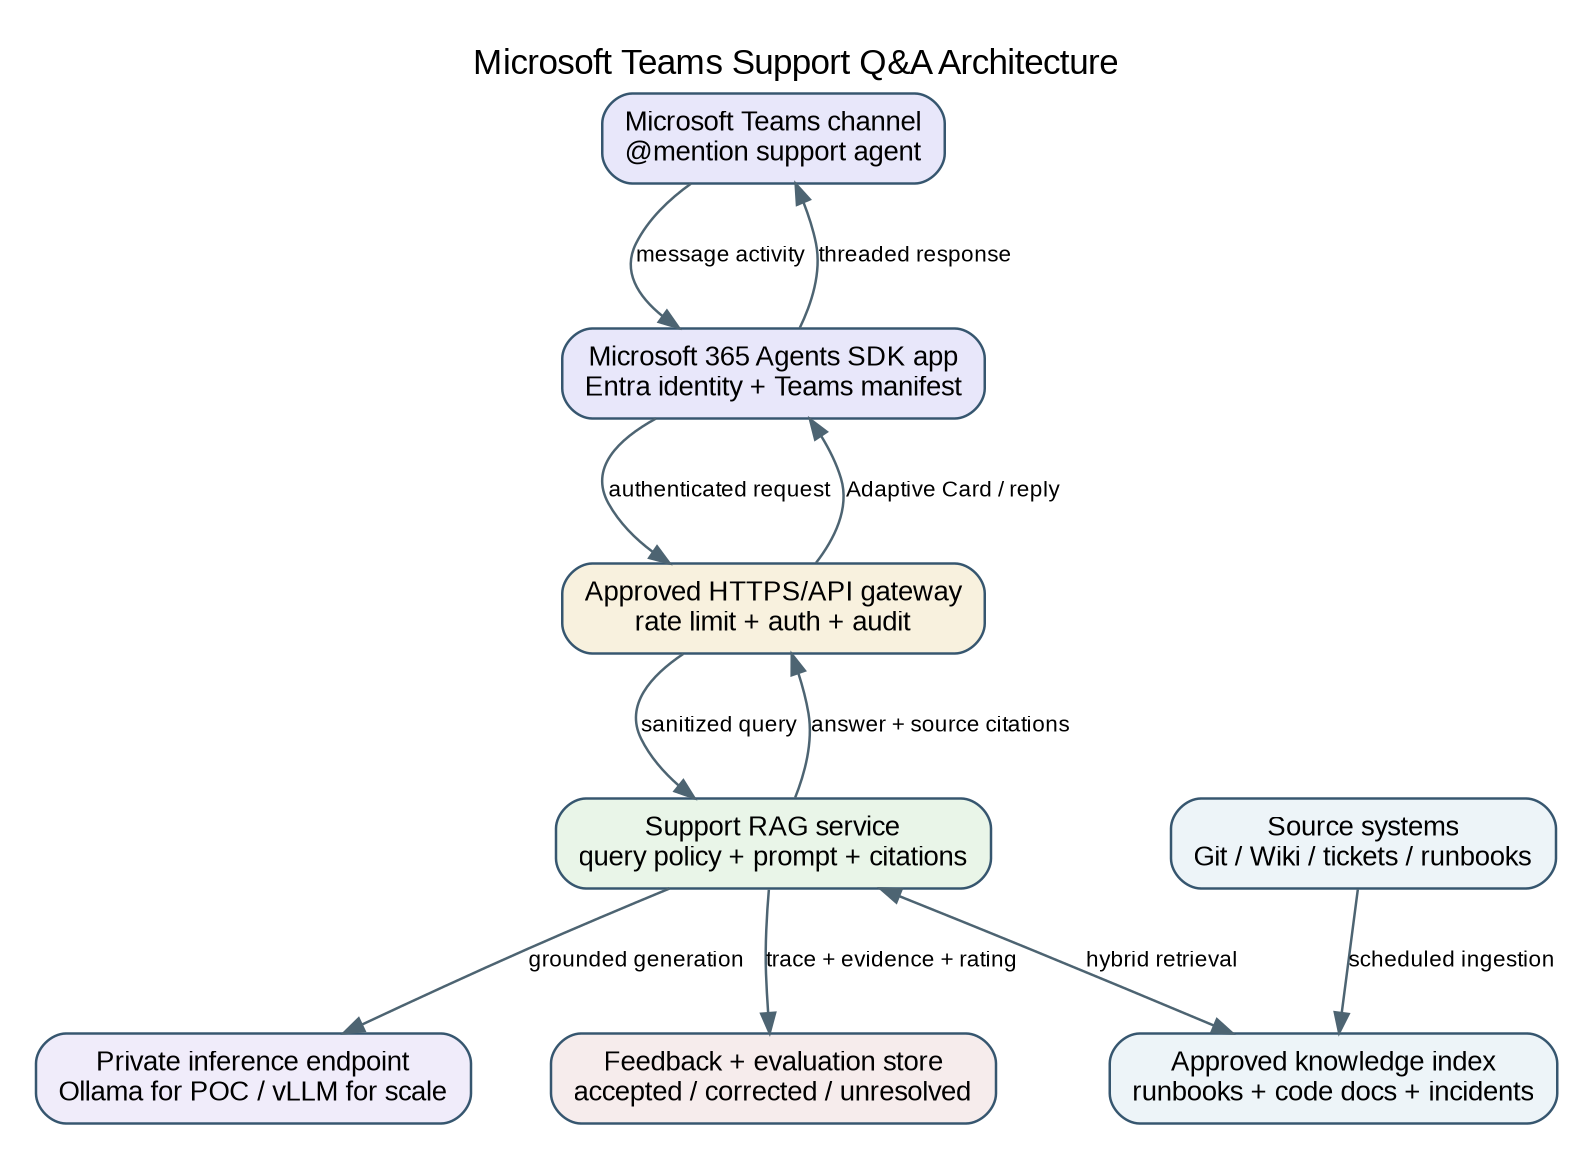 Microsoft Teams Support Q&A Architecture
Microsoft Teams channel
@mention support agent
message activity
threaded response
Microsoft 365 Agents SDK app
Entra identity + Teams manifest
authenticated request
Adaptive Card / reply
Approved HTTPS/API gateway
rate limit + auth + audit
sanitized query
answer + source citations
Support RAG service
query policy + prompt + citations
Source systems
Git / Wiki / tickets / runbooks
grounded generation
trace + evidence + rating
hybrid retrieval
scheduled ingestion
Private inference endpoint
Ollama for POC / vLLM for scale
Feedback + evaluation store
accepted / corrected / unresolved
Approved knowledge index
runbooks + code docs + incidents